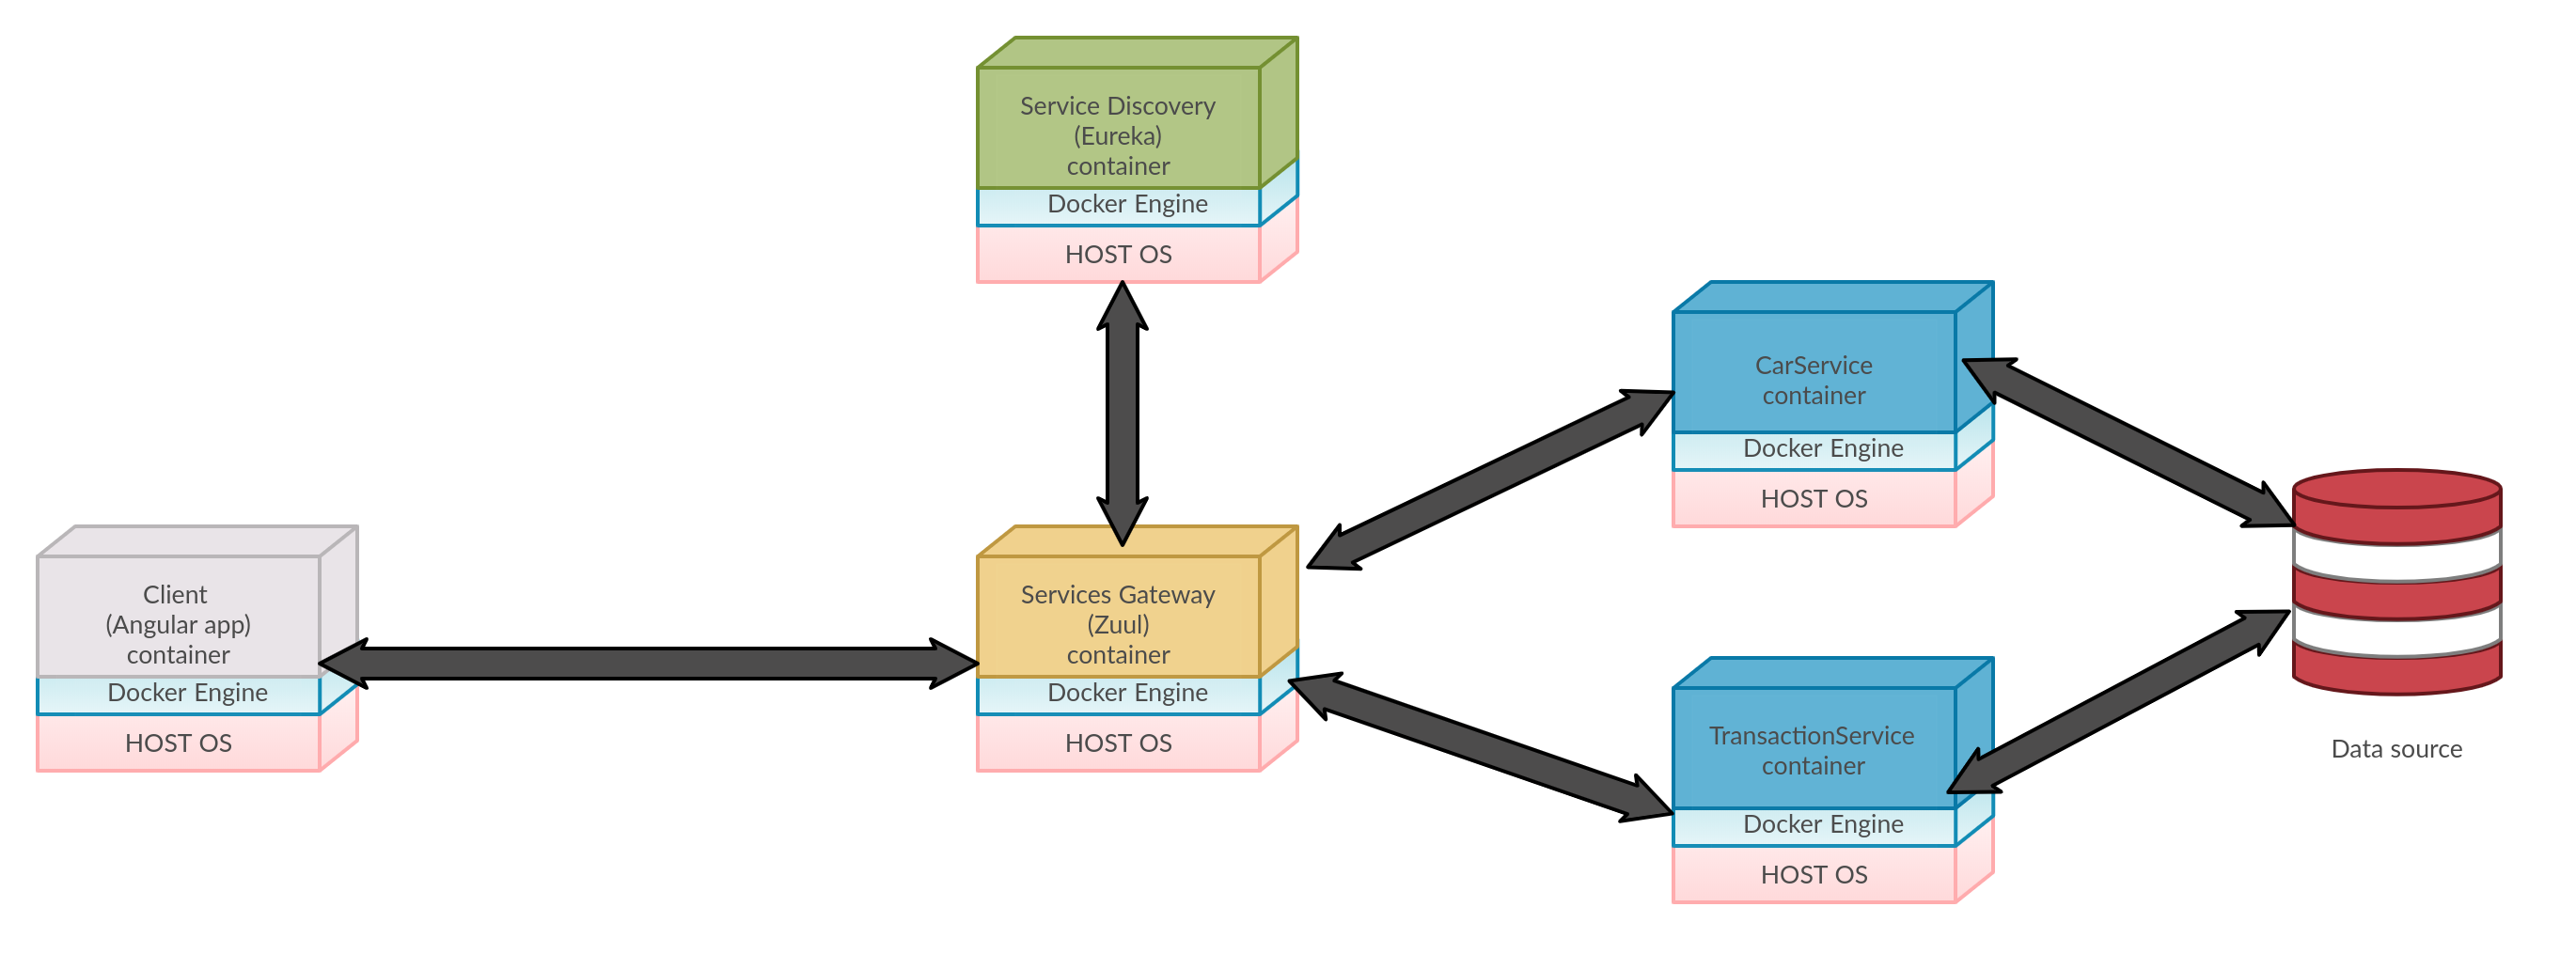 Service Discovery
(Eureka)
container
Docker Engine
HOST OS
Client
(Angular app)
container
Docker Engine
HOST OS
Services Gateway
(Zuul)
container
Docker Engine
HOST OS
CarService
container
Docker Engine
HOST OS
TransactionService
container
Docker Engine
HOST OS
Data source